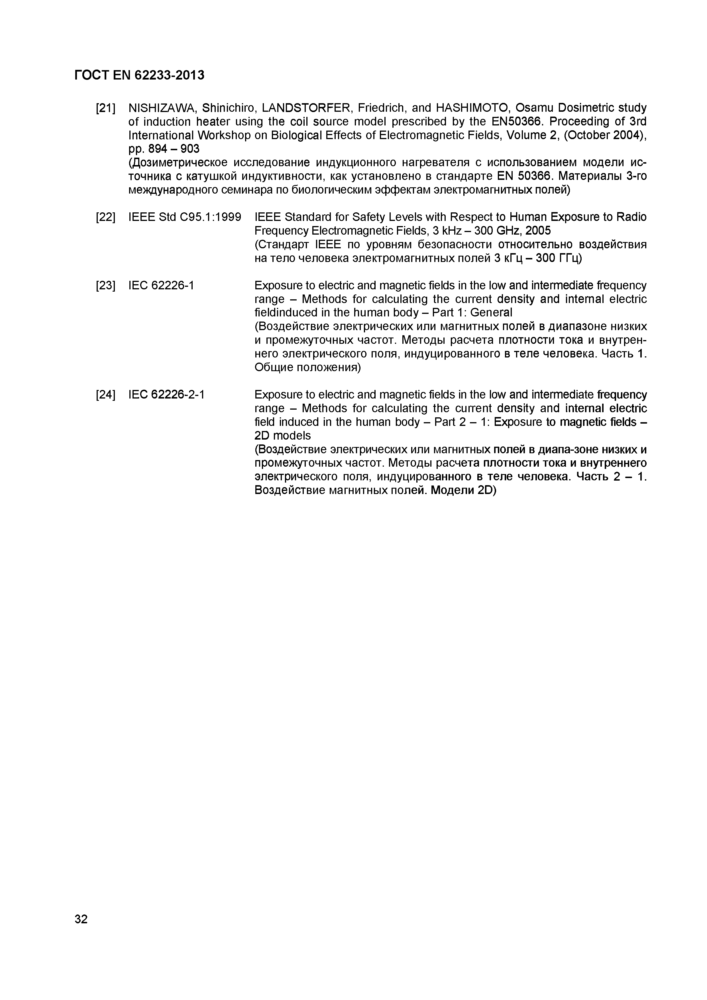 ГОСТ EN 62233-2013
[21] NISHIZAWA, Shinichiro, LANDSTORFER, Friedrich, and HASHIMOTO, Osamu Dosimetric study
of induction heater using the coil source model prescribed by the EN50366. Proceeding of 3rd
International Workshop on Biological Effects of Electromagnetic Fields, Volume 2, (October 2004),
pp. 894 – 903
(Дозиметрическое исследование индукционного нагревателя с использованием модели ис-
точника с катушкой индуктивности, как установлено в стандарте EN 50366. Материалы 3-го
международного семинара по биологическим эффектам электромагнитных полей)
[22] IEEE Std C95.1:1999 IEEE Standard for Safety Levels with Respect to Human Exposure to Radio
Frequency Electromagnetic Fields, 3 kHz – 300 GHz, 2005
(Стандарт IEEE по уровням безопасности относительно воздействия
на тело человека электромагнитных полей 3 кГц – 300 ГГц)
[23] IEC 62226-1 Exposure to electric and magnetic fields in the low and intermediate frequency
range – Methods for calculating the current density and internal electric
fieldinduced in the human body – Part 1: General
(Воздействие электрических или магнитных полей в диапазоне низких
и промежуточных частот. Методы расчета плотности тока и внутрен-
него электрического поля, индуцированного в теле человека. Часть 1.
Общие положения)
[24] IEC 62226-2-1 Exposure to electric and magnetic fields in the low and intermediate frequency
range – Methods for calculating the current density and internal electric
field induced in the human body – Part 2 – 1: Exposure to magnetic fields –
2D models
(Воздействие электрических или магнитных полей в диапа-зоне низких и
промежуточных частот. Методы расчета плотности тока и внутреннего
электрического поля, индуцированного в теле человека. Часть 2 – 1.
Воздействие магнитных полей. Модели 2D)
32